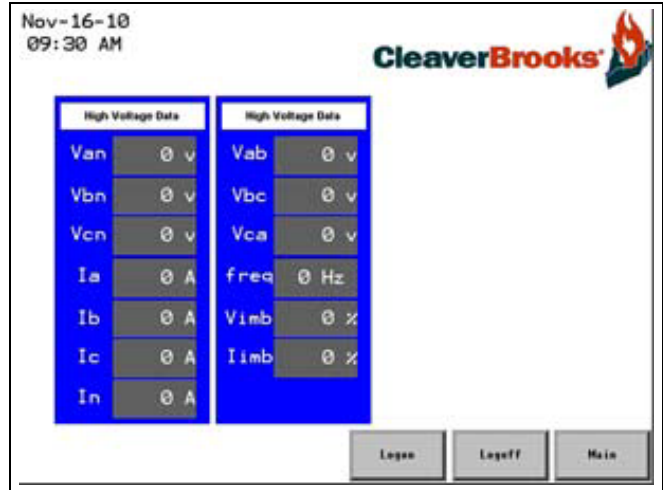 Nov-16-10
09:30 AM
CleaverBrooks
High Voltage Data
Van 0 v
Vbn 0 v
Vcn 0 v
Ia 0 A
Ib 0 A
Ic 0 A
In 0 A
High Voltage Data
Vab 0 v
Vbc 0 v
Vca 0 v
freq 0 Hz
Vimb 0 %
Iimb 0 %
Logon Logoff Main